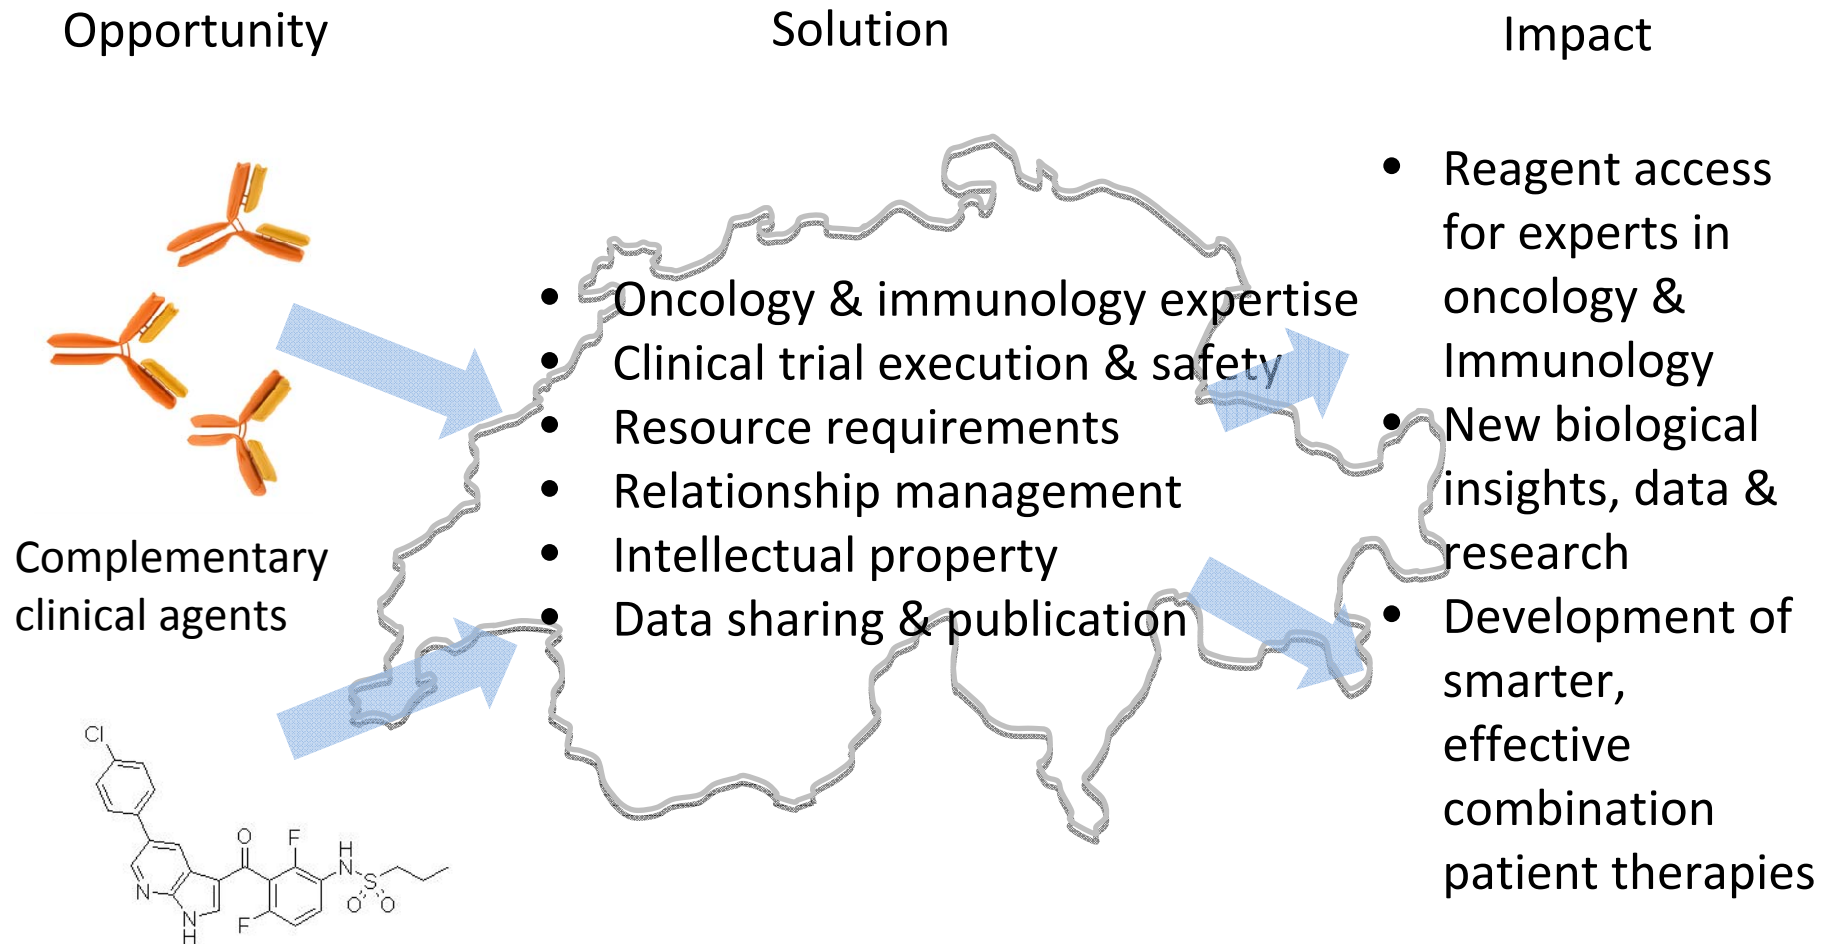 Opportunity
Solution
Impact
Complementary
clinical agents
• Oncology & immunology expertise
• Clinical trial execution & safety
• Resource requirements
• Relationship management
• Intellectual property
• Data sharing & publication
• Reagent access
for experts in
oncology &
Immunology
• New biological
insights, data &
research
• Development of
smarter,
effective
combination
patient therapies
Cl
O
F
H
N
S
O
O
N
F
N
H